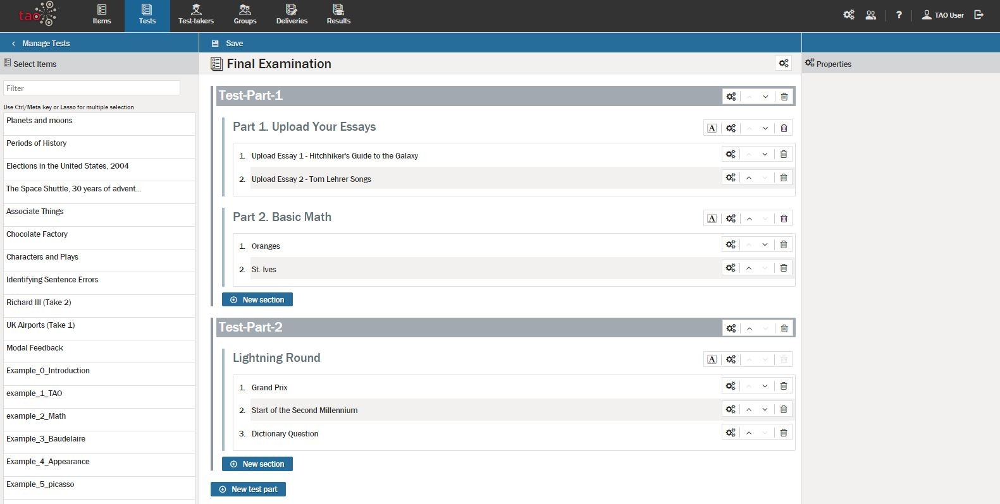 tao
Items
Tests
Test-takers
Groups
Deliveries
Results
?
TAO User
Manage Tests
Save
Select Items
Final Examination
Properties
Filter
Use Ctrl/Meta key or Lasso for multiple selection
Planets and moons
Periods of History
Elections in the United States, 2004
The Space Shuttle, 30 years of advent...
Associate Things
Chocolate Factory
Characters and Plays
Identifying Sentence Errors
Richard III (Take 2)
UK Airports (Take 1)
Modal Feedback
Example_0_Introduction
example_1_TAO
example_2_Math
Example_3_Baudelaire
Example_4_Appearance
Example_5_picasso
Test-Part-1
Part 1. Upload Your Essays
A
1. Upload Essay 1 - Hitchhiker's Guide to the Galaxy
2. Upload Essay 2 - Tom Lehrer Songs
Part 2. Basic Math
A
1. Oranges
2. St. Ives
New section
Test-Part-2
Lightning Round
A
1. Grand Prix
2. Start of the Second Millennium
3. Dictionary Question
New section
New test part